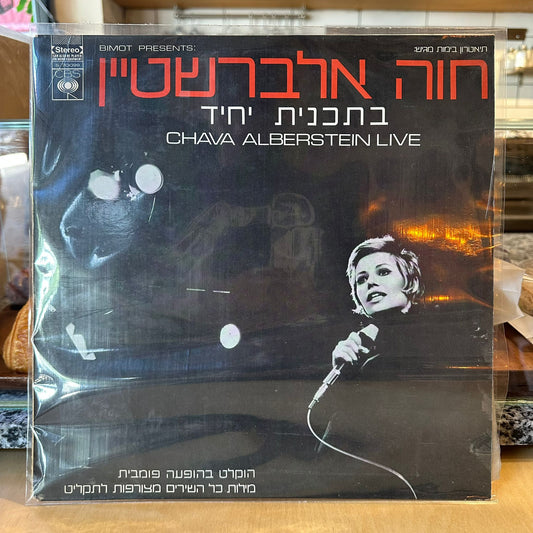 Stereo
CBS
BIMOT PRESENTS:
תיאטרון בימות מגיש:
חוה אלברשטיין
בתכנית יחיד
CHAVA ALBERSTEIN LIVE
הוקלט בהופעה פומבית
מילות כל השירים מצורפות לתקליט